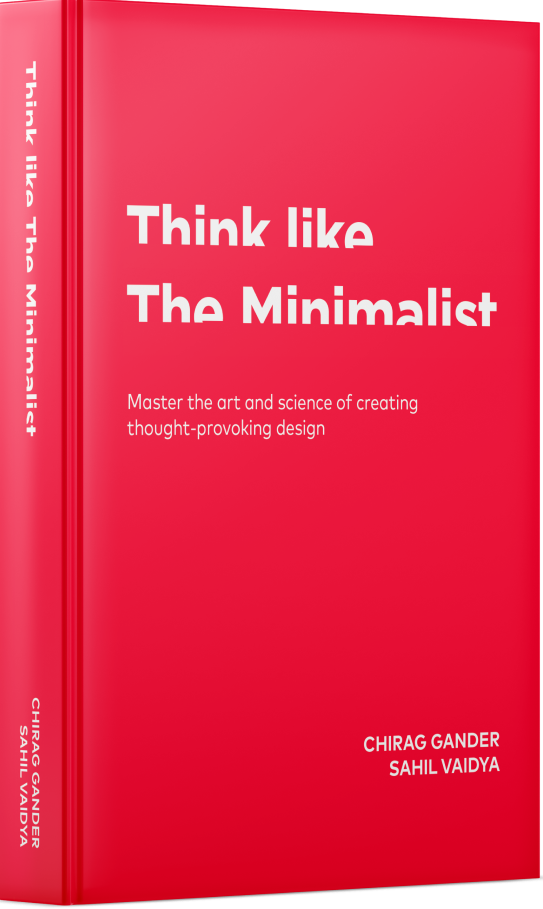 Think like The Minimalist
CHIRAG GANDER
SAHIL VAIDYA
Think like
The Minimalist
Master the art and science of creating
thought-provoking design
CHIRAG GANDER
SAHIL VAIDYA